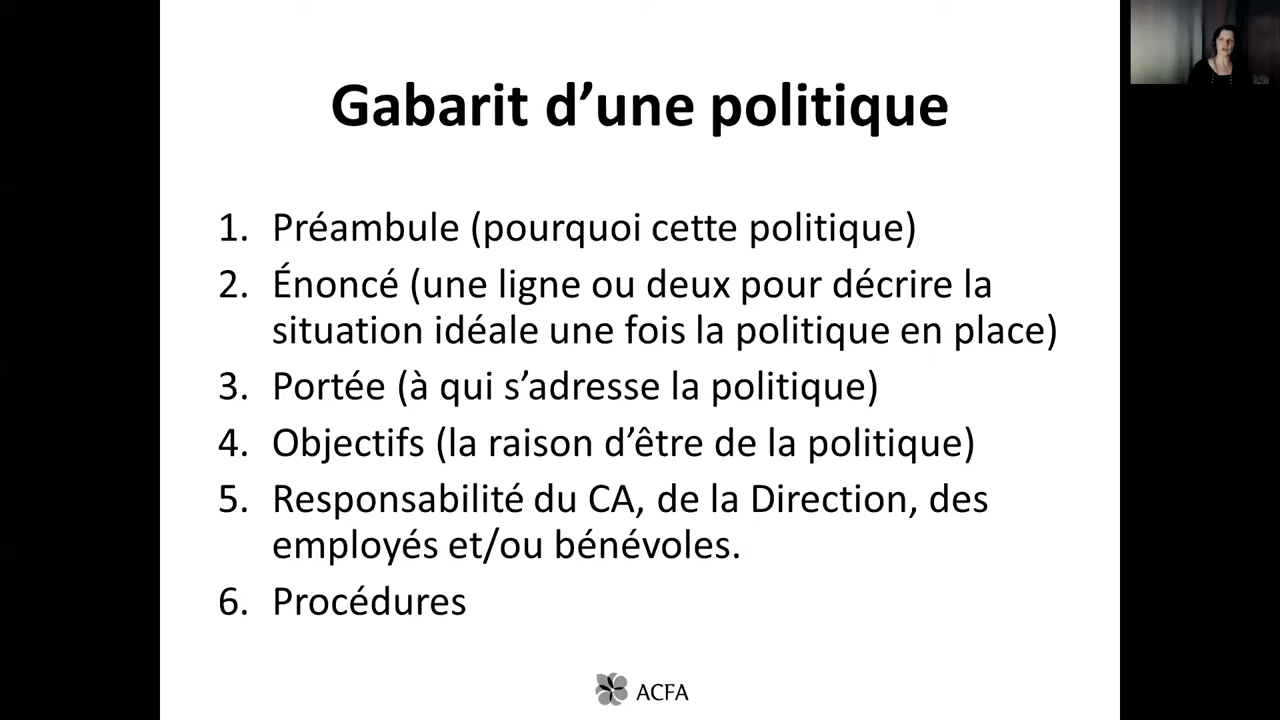 Gabarit d’une politique
1. Préambule (pourquoi cette politique)
2. Énoncé (une ligne ou deux pour décrire la
situation idéale une fois la politique en place)
3. Portée (à qui s’adresse la politique)
4. Objectifs (la raison d’être de la politique)
5. Responsabilité du CA, de la Direction, des
employés et/ou bénévoles.
6. Procédures
ACFA